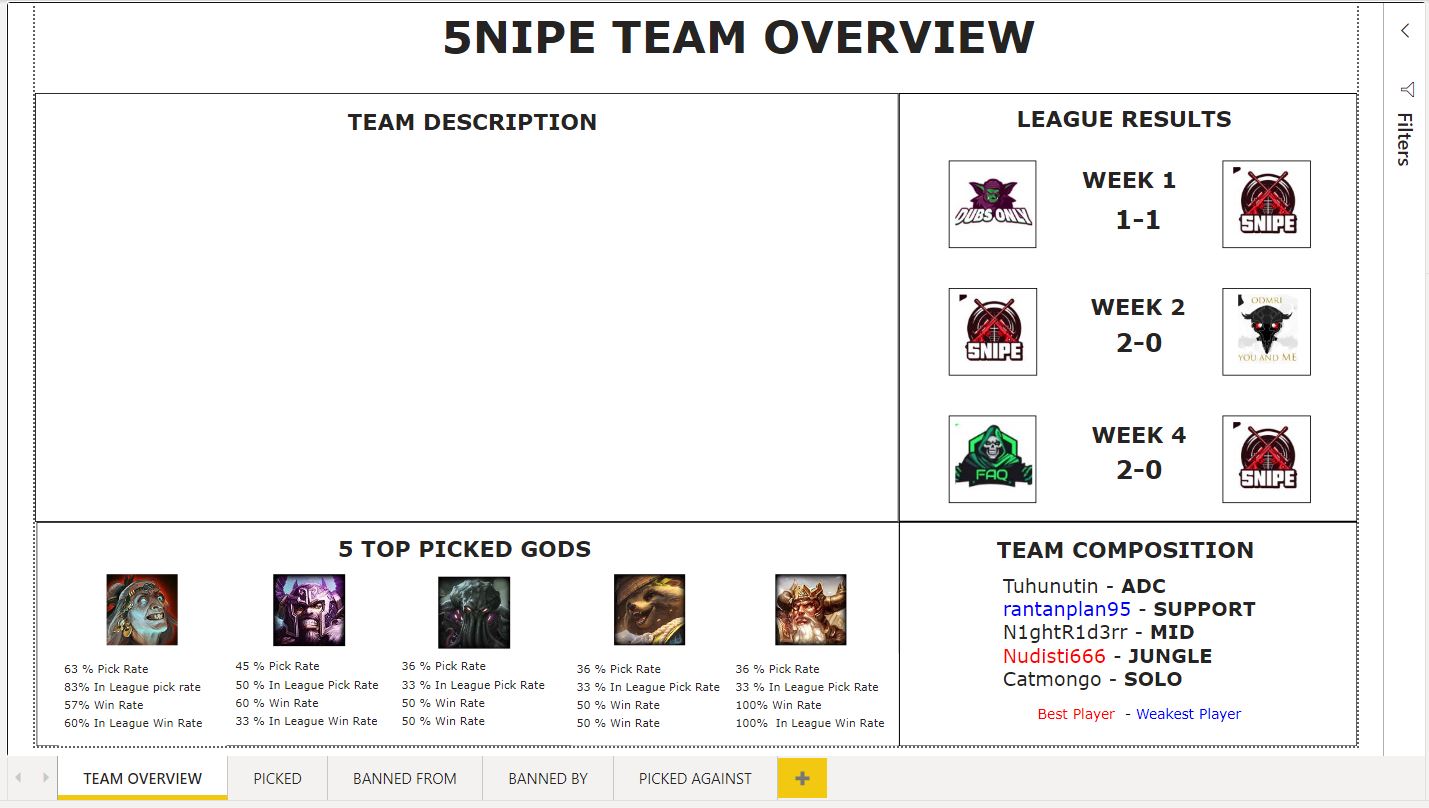 5NIPE TEAM OVERVIEW
TEAM DESCRIPTION
LEAGUE RESULTS
DUBS ONLY
WEEK 1
1-1
SNIPE
SNIPE
WEEK 2
2-0
ODMRI
YOU AND ME
FAQ
WEEK 4
2-0
SNIPE
5 TOP PICKED GODS
63 % Pick Rate
83% In League pick rate
57% Win Rate
60% In League Win Rate
45 % Pick Rate
50 % In League Pick Rate
60 % Win Rate
33 % In League Win Rate
36 % Pick Rate
33 % In League Pick Rate
50 % Win Rate
50 % Win Rate
36 % Pick Rate
33 % In League Pick Rate
50 % Win Rate
50 % Win Rate
36 % Pick Rate
33 % In League Pick Rate
100% Win Rate
100% In League Win Rate
TEAM COMPOSITION
Tuhunutin - ADC
rantanplan95 - SUPPORT
N1ghtR1d3rr - MID
Nudisti666 - JUNGLE
Catmongo - SOLO
Best Player - Weakest Player
Filters
TEAM OVERVIEW
PICKED
BANNED FROM
BANNED BY
PICKED AGAINST